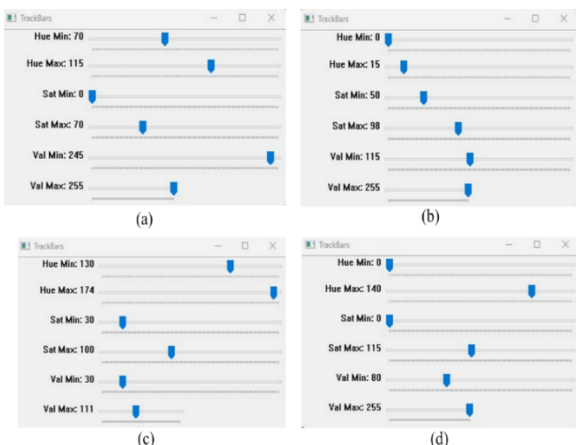 TrackBars
Hue Min: 70
Hue Max: 115
Sat Min: 0
Sat Max: 70
Val Min: 245
Val Max: 255
(a)
TrackBars
Hue Min: 0
Hue Max: 15
Sat Min: 50
Sat Max: 98
Val Min: 115
Val Max: 255
(b)
TrackBars
Hue Min: 130
Hue Max: 174
Sat Min: 30
Sat Max: 100
Val Min: 30
Val Max: 111
(c)
TrackBars
Hue Min: 0
Hue Max: 140
Sat Min: 0
Sat Max: 115
Val Min: 80
Val Max: 255
(d)